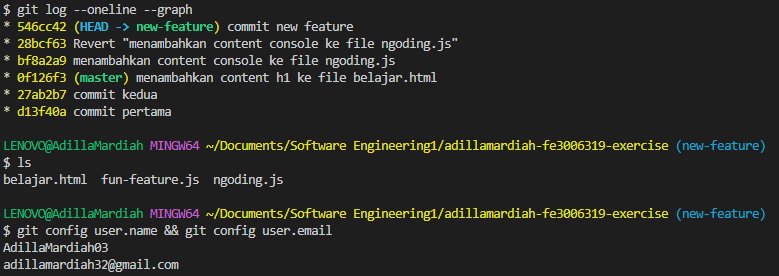 $ git log --oneline --graph
* 546cc42 (HEAD -> new-feature) commit new feature
* 28bcf63 Revert "menambahkan content console ke file ngoding.js"
* bf8a2a9 menambahkan content console ke file ngoding.js
* 0f126f3 (master) menambahkan content h1 ke file belajar.html
* 27ab2b7 commit kedua
* d13f40a commit pertama
LENOVO@AdillaMardiah MINGW64 ~/Documents/Software Engineering1/adillamardiah-fe3006319-exercise (new-feature)
$ ls
belajar.html  fun-feature.js  ngoding.js
LENOVO@AdillaMardiah MINGW64 ~/Documents/Software Engineering1/adillamardiah-fe3006319-exercise (new-feature)
$ git config user.name && git config user.email
AdillaMardiah03
adillamardiah32@gmail.com